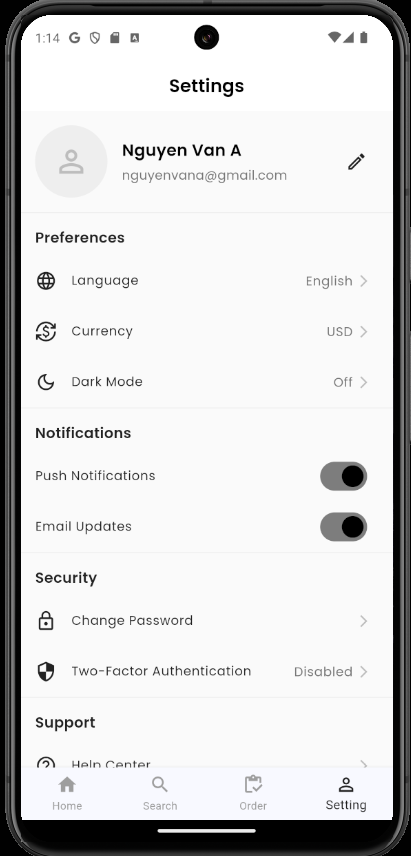 1:14
Settings
Nguyen Van A
nguyenvana@gmail.com
Preferences
Language English
Currency USD
Dark Mode Off
Notifications
Push Notifications
Email Updates
Security
Change Password
Two-Factor Authentication Disabled
Support
Help Center
Home Search Order Setting